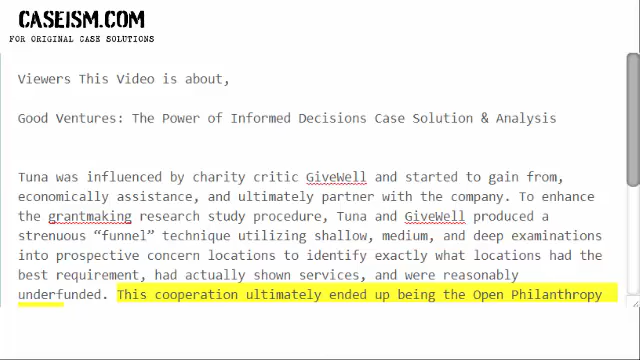 CASEISM.COM
FOR ORIGINAL CASE SOLUTIONS
Viewers This Video is about,
Good Ventures: The Power of Informed Decisions Case Solution & Analysis
Tuna was influenced by charity critic GiveWell and started to gain from,
economically assistance, and ultimately partner with the company. To enhance
the grantmaking research study procedure, Tuna and GiveWell produced a
strenuous “funnel” technique utilizing shallow, medium, and deep examinations
into prospective concern locations to identify exactly what locations had the
best requirement, had actually shown services, and were reasonably
underfunded. This cooperation ultimately ended up being the Open Philanthropy